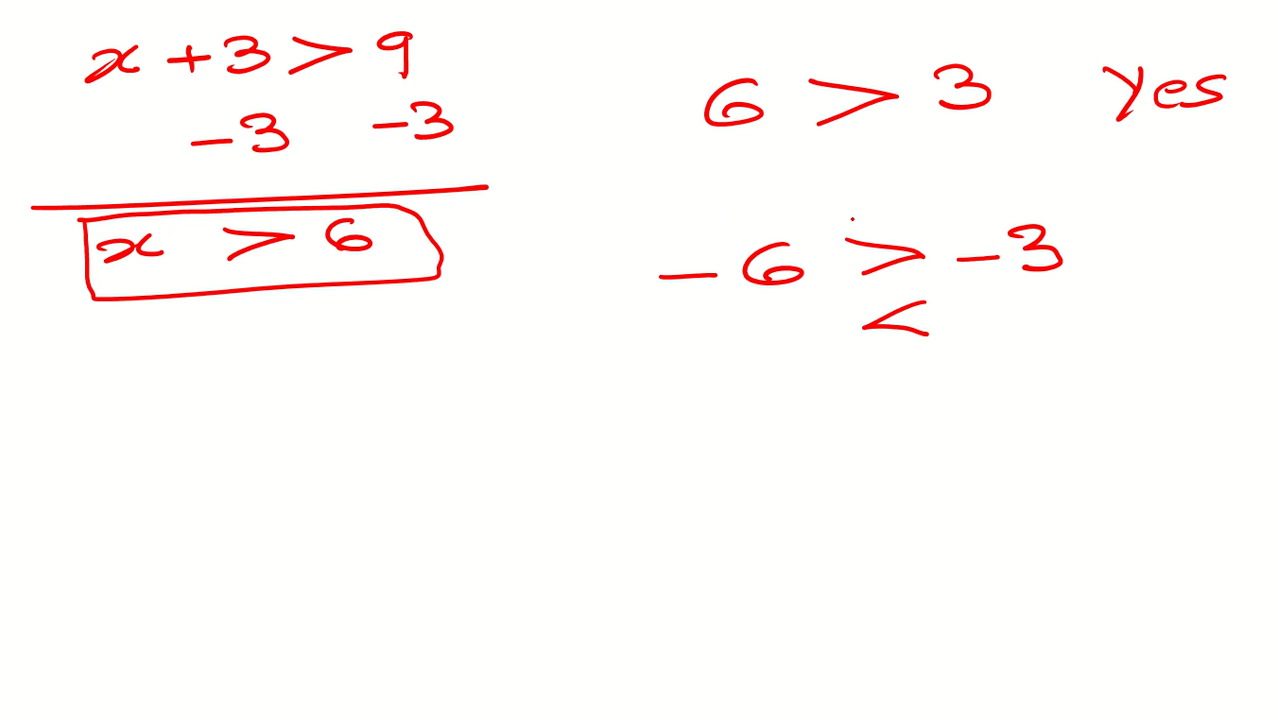 x + 3 > 9
- 3 - 3
x > 6
6 > 3 yes
- 6 > - 3
<